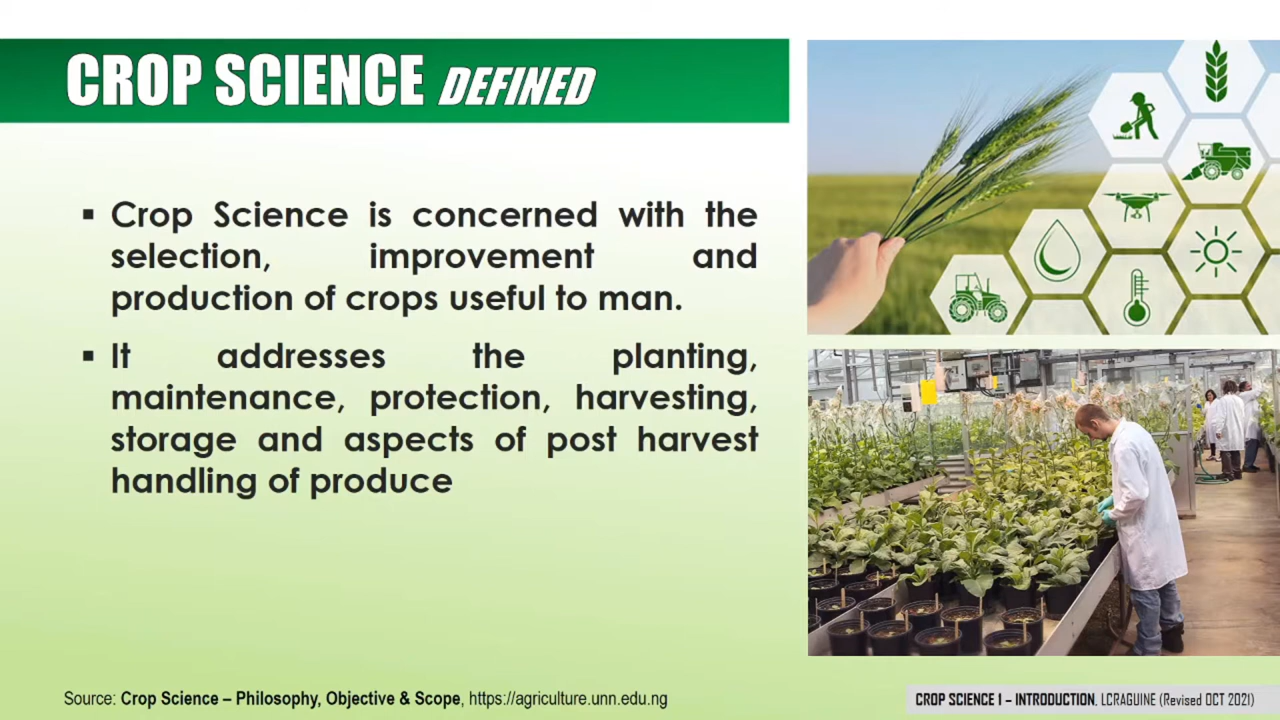 CROP SCIENCE DEFINED
▪ Crop Science is concerned with the
selection, improvement and
production of crops useful to man.
▪ It addresses the planting,
maintenance, protection, harvesting,
storage and aspects of post harvest
handling of produce
Source: Crop Science – Philosophy, Objective & Scope, https://agriculture.unn.edu.ng
CROP SCIENCE 1 – INTRODUCTION, LCRAGUINE (Revised OCT 2021)